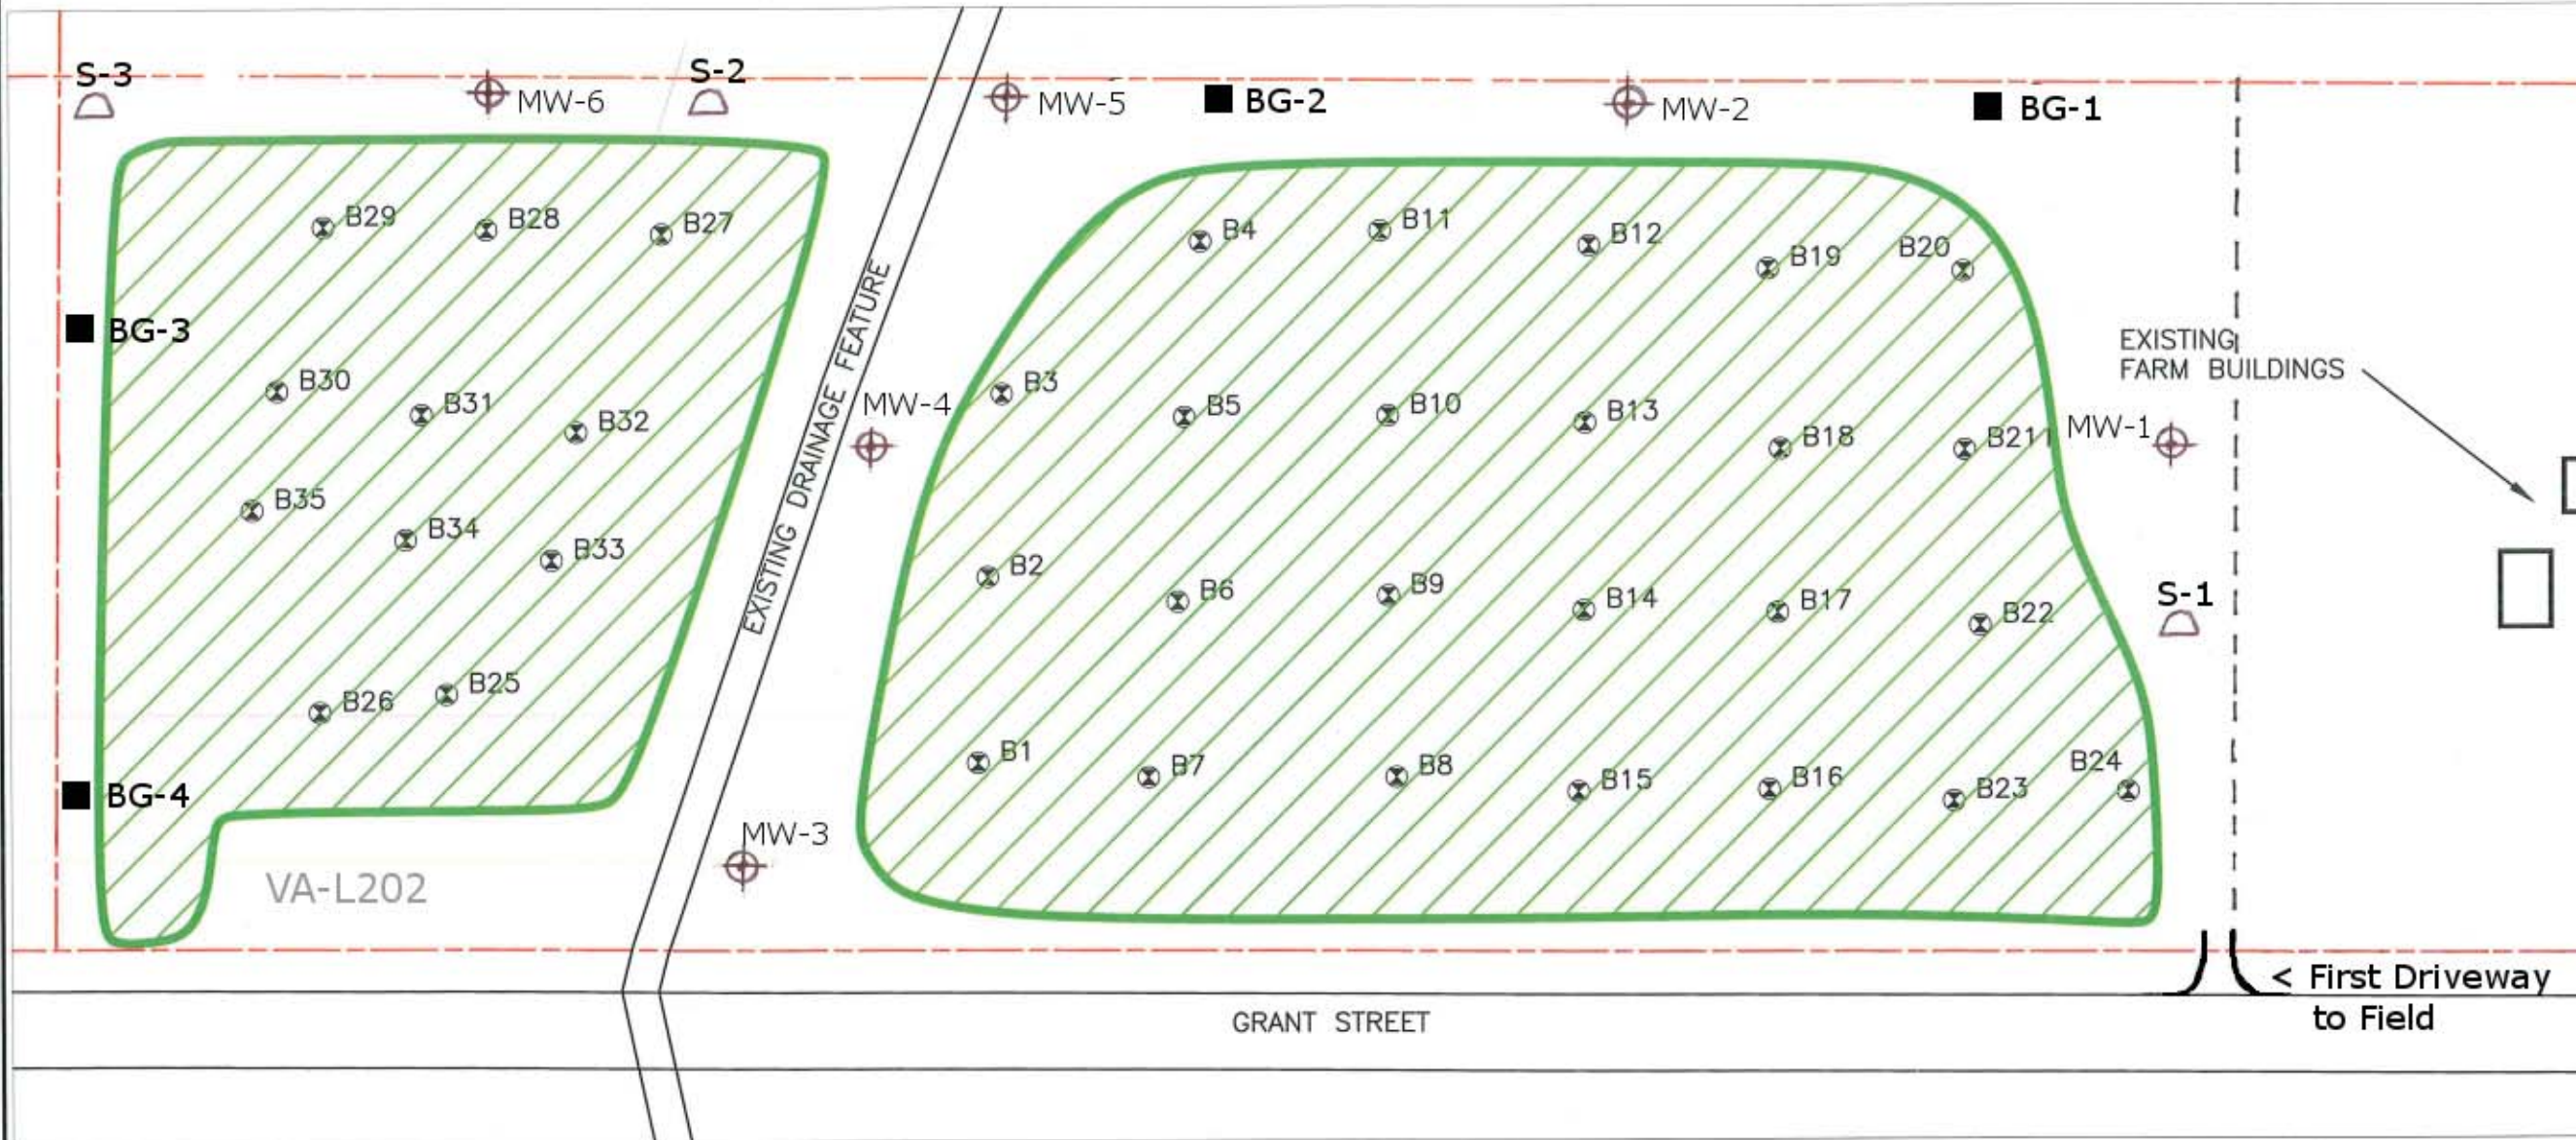 S-3
S-2
MW-6
MW-5
BG-2
MW-2
BG-1
B29
B28
B27
B4
B11
B12
B19
B20
BG-3
EXISTING
FARM BUILDINGS
EXISTING DRAINAGE FEATURE
B30
B31
B32
MW-4
B3
B5
B10
B13
B18
B21
MW-1
B35
B34
B33
B2
B6
B9
B14
B17
B22
S-1
B26
B25
B1
B7
B8
B15
B16
B23
B24
BG-4
MW-3
VA-L202
< First Driveway
to Field
GRANT STREET